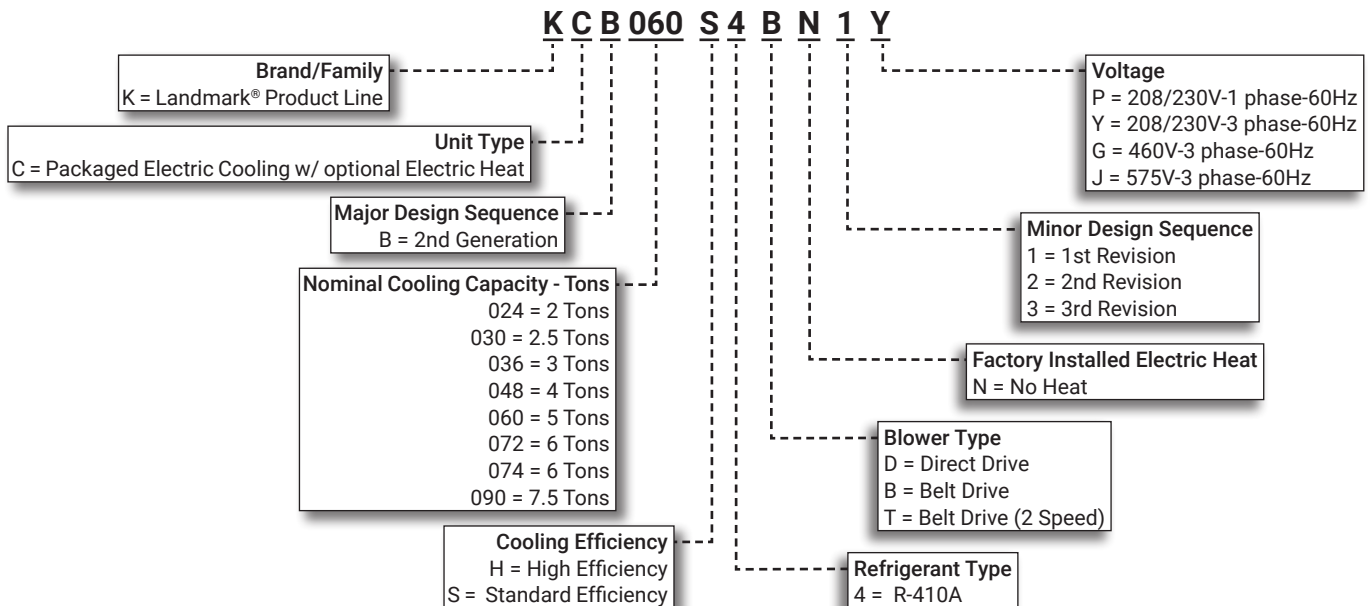 K C B 060 S 4 B N 1 Y
Brand/Family
K = Landmark® Product Line
Unit Type
C = Packaged Electric Cooling w/ optional Electric Heat
Major Design Sequence
B = 2nd Generation
Nominal Cooling Capacity - Tons
024 = 2 Tons
030 = 2.5 Tons
036 = 3 Tons
048 = 4 Tons
060 = 5 Tons
072 = 6 Tons
074 = 6 Tons
090 = 7.5 Tons
Cooling Efficiency
H = High Efficiency
S = Standard Efficiency
Voltage
P = 208/230V-1 phase-60Hz
Y = 208/230V-3 phase-60Hz
G = 460V-3 phase-60Hz
J = 575V-3 phase-60Hz
Minor Design Sequence
1 = 1st Revision
2 = 2nd Revision
3 = 3rd Revision
Factory Installed Electric Heat
N = No Heat
Blower Type
D = Direct Drive
B = Belt Drive
T = Belt Drive (2 Speed)
Refrigerant Type
4 = R-410A